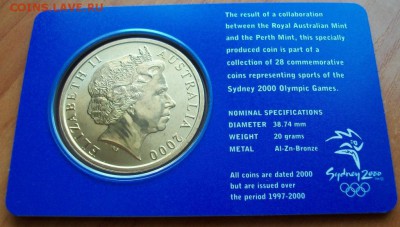 COINS.LAVE.RU
The result of a collaboration
between the Royal Australian Mint
and the Perth Mint, this specially
produced coin is part of a
collection of 28 commemorative
coins representing sports of the
Sydney 2000 Olympic Games.
ELIZABETH II AUSTRALIA 2000
NOMINAL SPECIFICATIONS
DIAMETER 38.74 mm
WEIGHT 20 grams
METAL Al-Zn-Bronze
All coins are dated 2000
but are issued over
the period 1997-2000
Sydney 2000